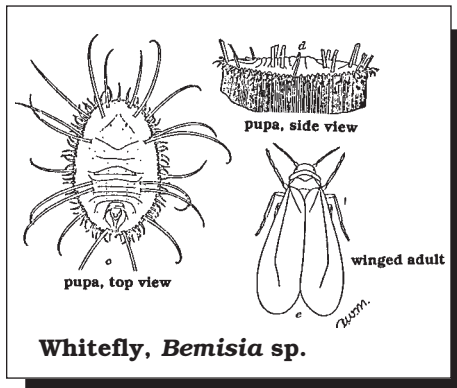 d
pupa, side view
c
pupa, top view
winged adult
e
Whitefly, Bemisia sp.